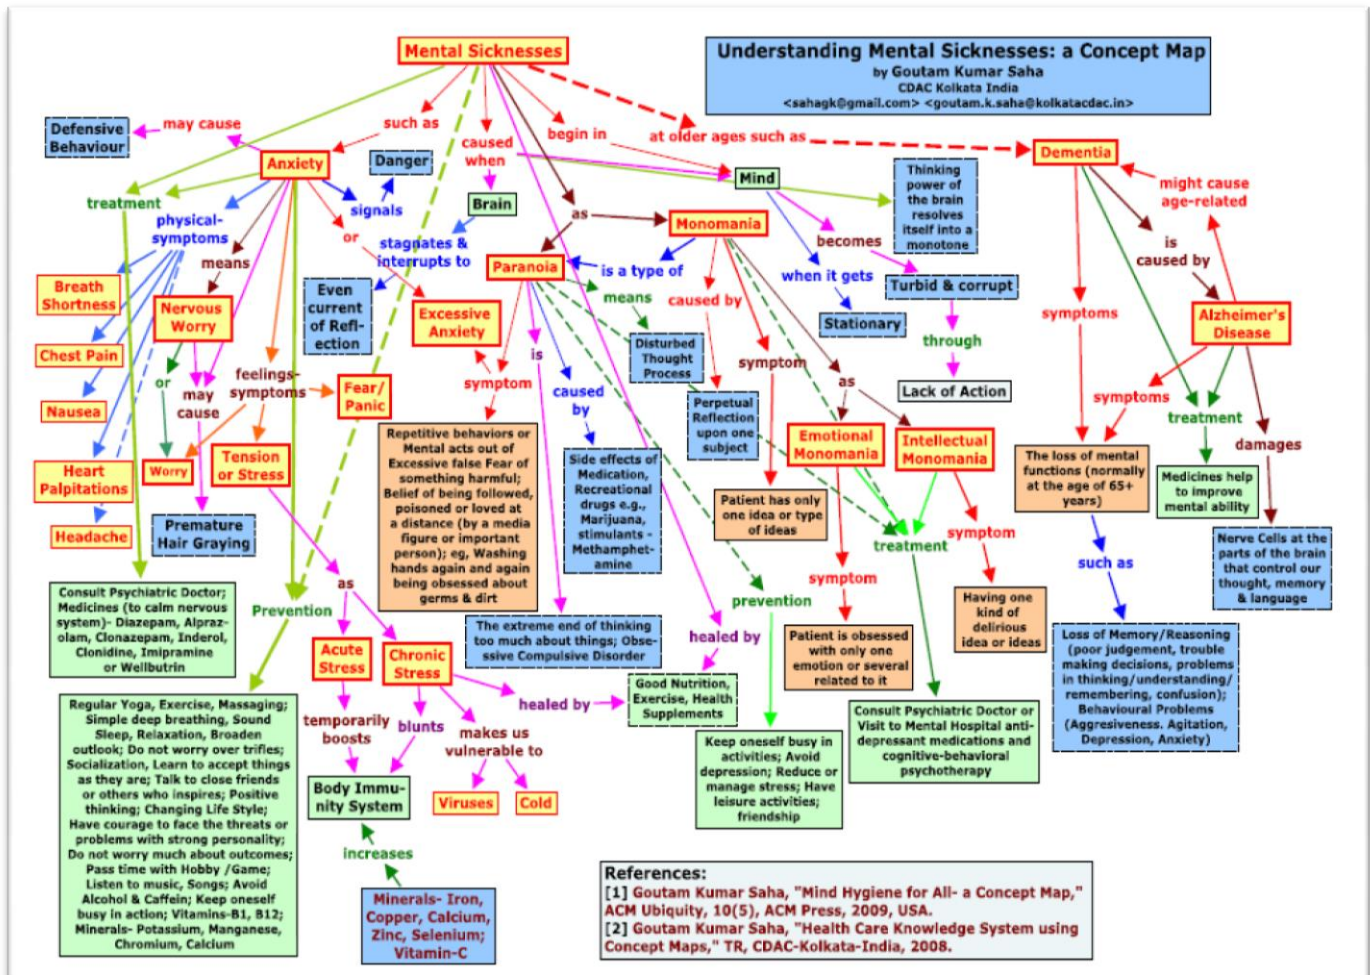 Mental Sicknesses
Understanding Mental Sicknesses: a Concept Map
by Goutam Kumar Saha
CDAC Kolkata India
<sahagk@gmail.com> <goutam.k.saha@kolkatacdac.in>
Defensive
Behaviour
may cause
such as
caused
when
begin in
at older ages such as
Anxiety
Danger
Mind
Dementia
Thinking
power of
the brain
resolves
itself into a
monotone
might cause
age-related
treatment
signals
Brain
as
Monomania
physical-
symptoms
or
stagnates &
interrupts to
becomes
is
caused by
means
Paranoia
is a type of
when it gets
Turbid & corrupt
Breath
Shortness
Nervous
Worry
Even
current
of Refl-
ection
Excessive
Anxiety
means
caused by
Stationary
symptoms
Alzheimer's
Disease
Chest Pain
is
Disturbed
Thought
Process
symptom
through
or
may
cause
feelings-
symptoms
Fear/
Panic
symptom
caused
by
as
Lack of Action
symptoms
Nausea
Perpetual
Reflection
upon one
subject
treatment
Repetitive behaviors or
Mental acts out of
Excessive false Fear of
something harmful;
Belief of being followed,
poisoned or loved at
a distance (by a media
figure or important
person); eg, Washing
hands again and again
being obsessed about
germs & dirt
Emotional
Monomania
Intellectual
Monomania
damages
Heart
Palpitations
Worry
Tension
or Stress
Side effects of
Medication,
Recreational
drugs e.g.,
Marijuana,
stimulants -
Methamphet-
amine
The loss of mental
functions (normally
at the age of 65+
years)
Medicines help
to improve
mental ability
Patient has only
one idea or type
of ideas
Headache
Premature
Hair Graying
treatment
symptom
Nerve Cells at the
parts of the brain
that control our
thought, memory
& language
such as
as
symptom
Consult Psychiatric Doctor;
Medicines (to calm nervous
system)- Diazepam, Alpraz-
olam, Clonazepam, Inderol,
Clonidine, Imipramine
or Wellbutrin
Prevention
prevention
Having one
kind of
delirious
idea or ideas
The extreme end of thinking
too much about things; Obse-
ssive Compulsive Disorder
healed by
Patient is obsessed
with only one
emotion or several
related to it
Loss of Memory/Reasoning
(poor judgement, trouble
making decisions, problems
in thinking/understanding/
remembering, confusion);
Behavioural Problems
(Aggresiveness. Agitation,
Depression, Anxiety)
Acute
Stress
Chronic
Stress
Good Nutrition,
Exercise, Health
Supplements
healed by
Regular Yoga, Exercise, Massaging;
Simple deep breathing, Sound
Sleep, Relaxation, Broaden
outlook; Do not worry over trifles;
Socialization, Learn to accept things
as they are; Talk to close friends
or others who inspires; Positive
thinking; Changing Life Style;
Have courage to face the threats or
problems with strong personality;
Do not worry much about outcomes;
Pass time with Hobby /Game;
Listen to music, Songs; Avoid
Alcohol & Caffein; Keep oneself
busy in action; Vitamins-B1, B12;
Minerals- Potassium, Manganese,
Chromium, Calcium
temporarily
boosts
blunts
makes us
vulnerable to
Consult Psychiatric Doctor or
Visit to Mental Hospital anti-
depressant medications and
cognitive-behavioral
psychotherapy
Keep oneself busy in
activities; Avoid
depression; Reduce or
manage stress; Have
leisure activities;
friendship
Body Immu-
nity System
Viruses
Cold
increases
Minerals- Iron,
Copper, Calcium,
Zinc, Selenium;
Vitamin-C
References:
[1] Goutam Kumar Saha, "Mind Hygiene for All- a Concept Map,"
ACM Ubiquity, 10(5), ACM Press, 2009, USA.
[2] Goutam Kumar Saha, "Health Care Knowledge System using
Concept Maps," TR, CDAC-Kolkata-India, 2008.